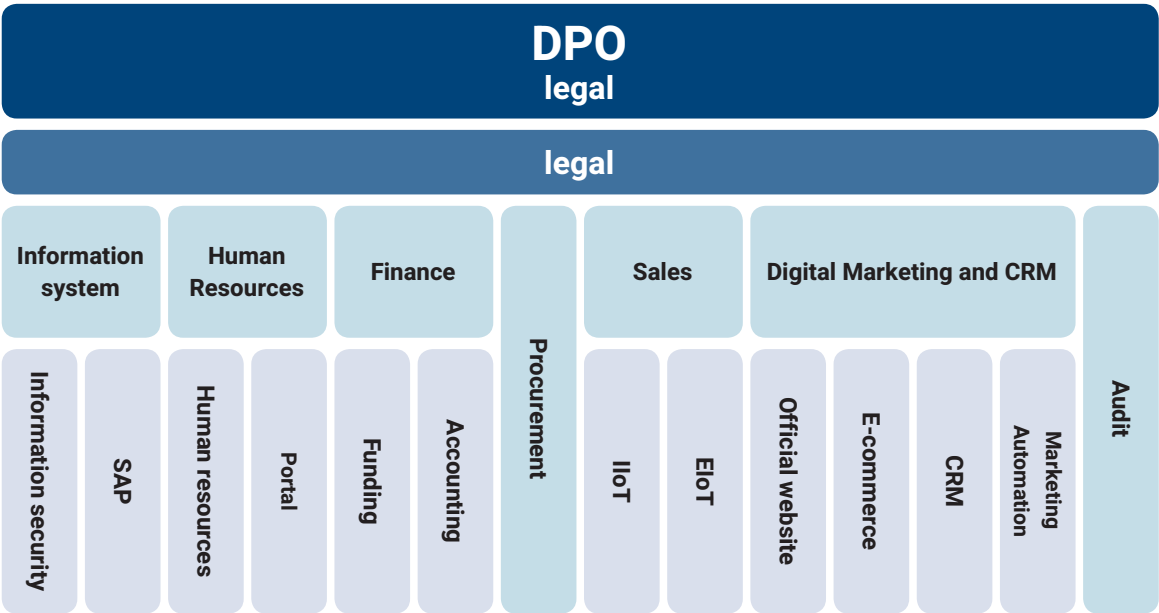 DPO
legal
legal
Information
system
Human
Resources
Finance
Procurement
Sales
Digital Marketing and CRM
Audit
Information security
SAP
Human resources
Portal
Funding
Accounting
IIoT
EIoT
Official website
E-commerce
CRM
Marketing
Automation